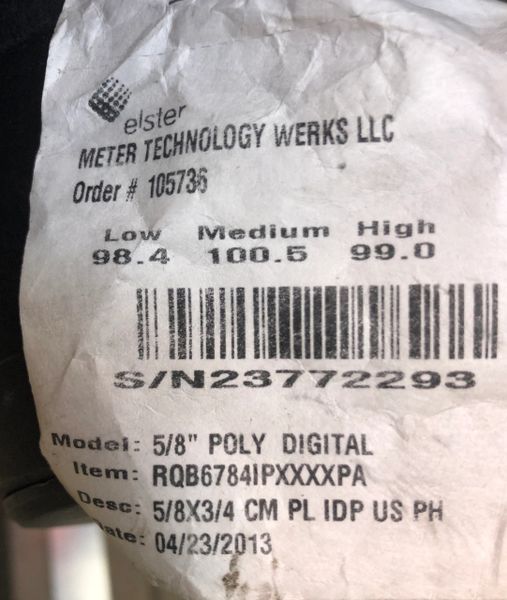 elster
METER TECHNOLOGY WERKS LLC
Order # 105736
Low Medium High
98.4 100.5 99.0
S/N23772293
Model: 5/8" POLY DIGITAL
Item: RQB6784IPXXXXPA
Desc: 5/8X3/4 CM PL IDP US PH
ate: 04/23/2013